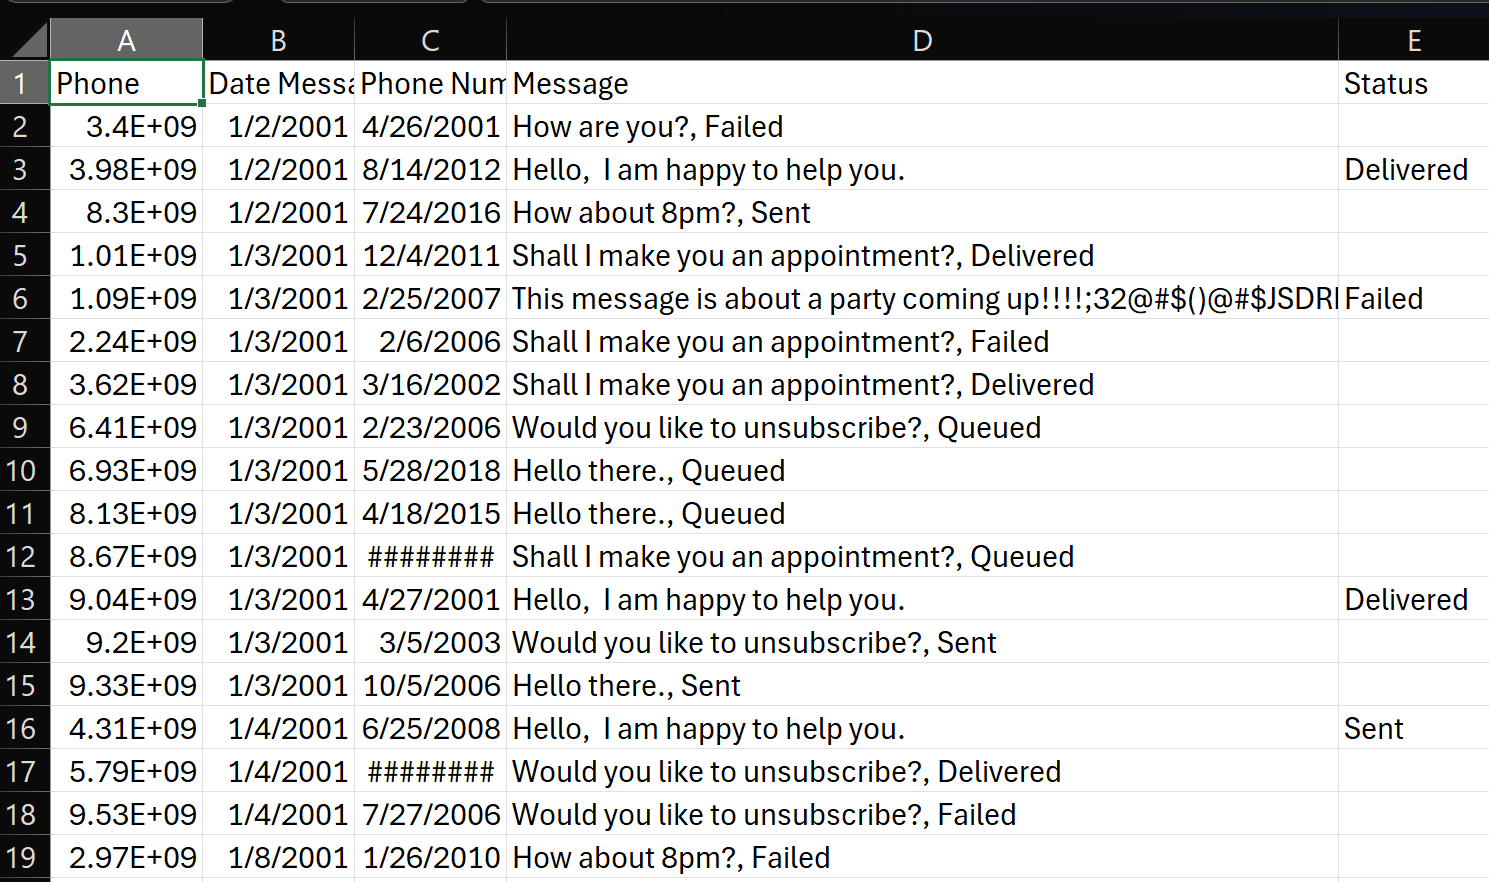 A B C D E
1 Phone Date Messa Phone Num Message Status
2 3.4E+09 1/2/2001 4/26/2001 How are you?, Failed
3 3.98E+09 1/2/2001 8/14/2012 Hello,  I am happy to help you. Delivered
4 8.3E+09 1/2/2001 7/24/2016 How about 8pm?, Sent
5 1.01E+09 1/3/2001 12/4/2011 Shall I make you an appointment?, Delivered
6 1.09E+09 1/3/2001 2/25/2007 This message is about a party coming up!!!!;32@#$()@#$JSDRI Failed
7 2.24E+09 1/3/2001 2/6/2006 Shall I make you an appointment?, Failed
8 3.62E+09 1/3/2001 3/16/2002 Shall I make you an appointment?, Delivered
9 6.41E+09 1/3/2001 2/23/2006 Would you like to unsubscribe?, Queued
10 6.93E+09 1/3/2001 5/28/2018 Hello there., Queued
11 8.13E+09 1/3/2001 4/18/2015 Hello there., Queued
12 8.67E+09 1/3/2001 ######## Shall I make you an appointment?, Queued
13 9.04E+09 1/3/2001 4/27/2001 Hello,  I am happy to help you. Delivered
14 9.2E+09 1/3/2001 3/5/2003 Would you like to unsubscribe?, Sent
15 9.33E+09 1/3/2001 10/5/2006 Hello there., Sent
16 4.31E+09 1/4/2001 6/25/2008 Hello,  I am happy to help you. Sent
17 5.79E+09 1/4/2001 ######## Would you like to unsubscribe?, Delivered
18 9.53E+09 1/4/2001 7/27/2006 Would you like to unsubscribe?, Failed
19 2.97E+09 1/8/2001 1/26/2010 How about 8pm?, Failed